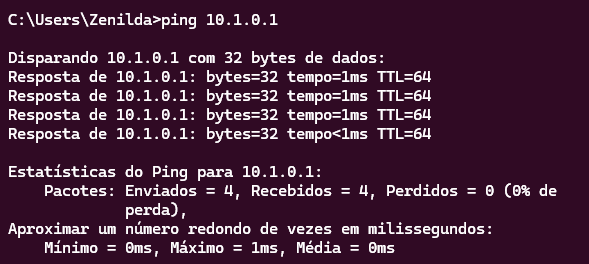 C:\Users\Zenilda>ping 10.1.0.1
Disparando 10.1.0.1 com 32 bytes de dados:
Resposta de 10.1.0.1: bytes=32 tempo=1ms TTL=64
Resposta de 10.1.0.1: bytes=32 tempo=1ms TTL=64
Resposta de 10.1.0.1: bytes=32 tempo=1ms TTL=64
Resposta de 10.1.0.1: bytes=32 tempo<1ms TTL=64
Estatísticas do Ping para 10.1.0.1:
Pacotes: Enviados = 4, Recebidos = 4, Perdidos = 0 (0% de
perda),
Aproximar um número redondo de vezes em milissegundos:
Mínimo = 0ms, Máximo = 1ms, Média = 0ms